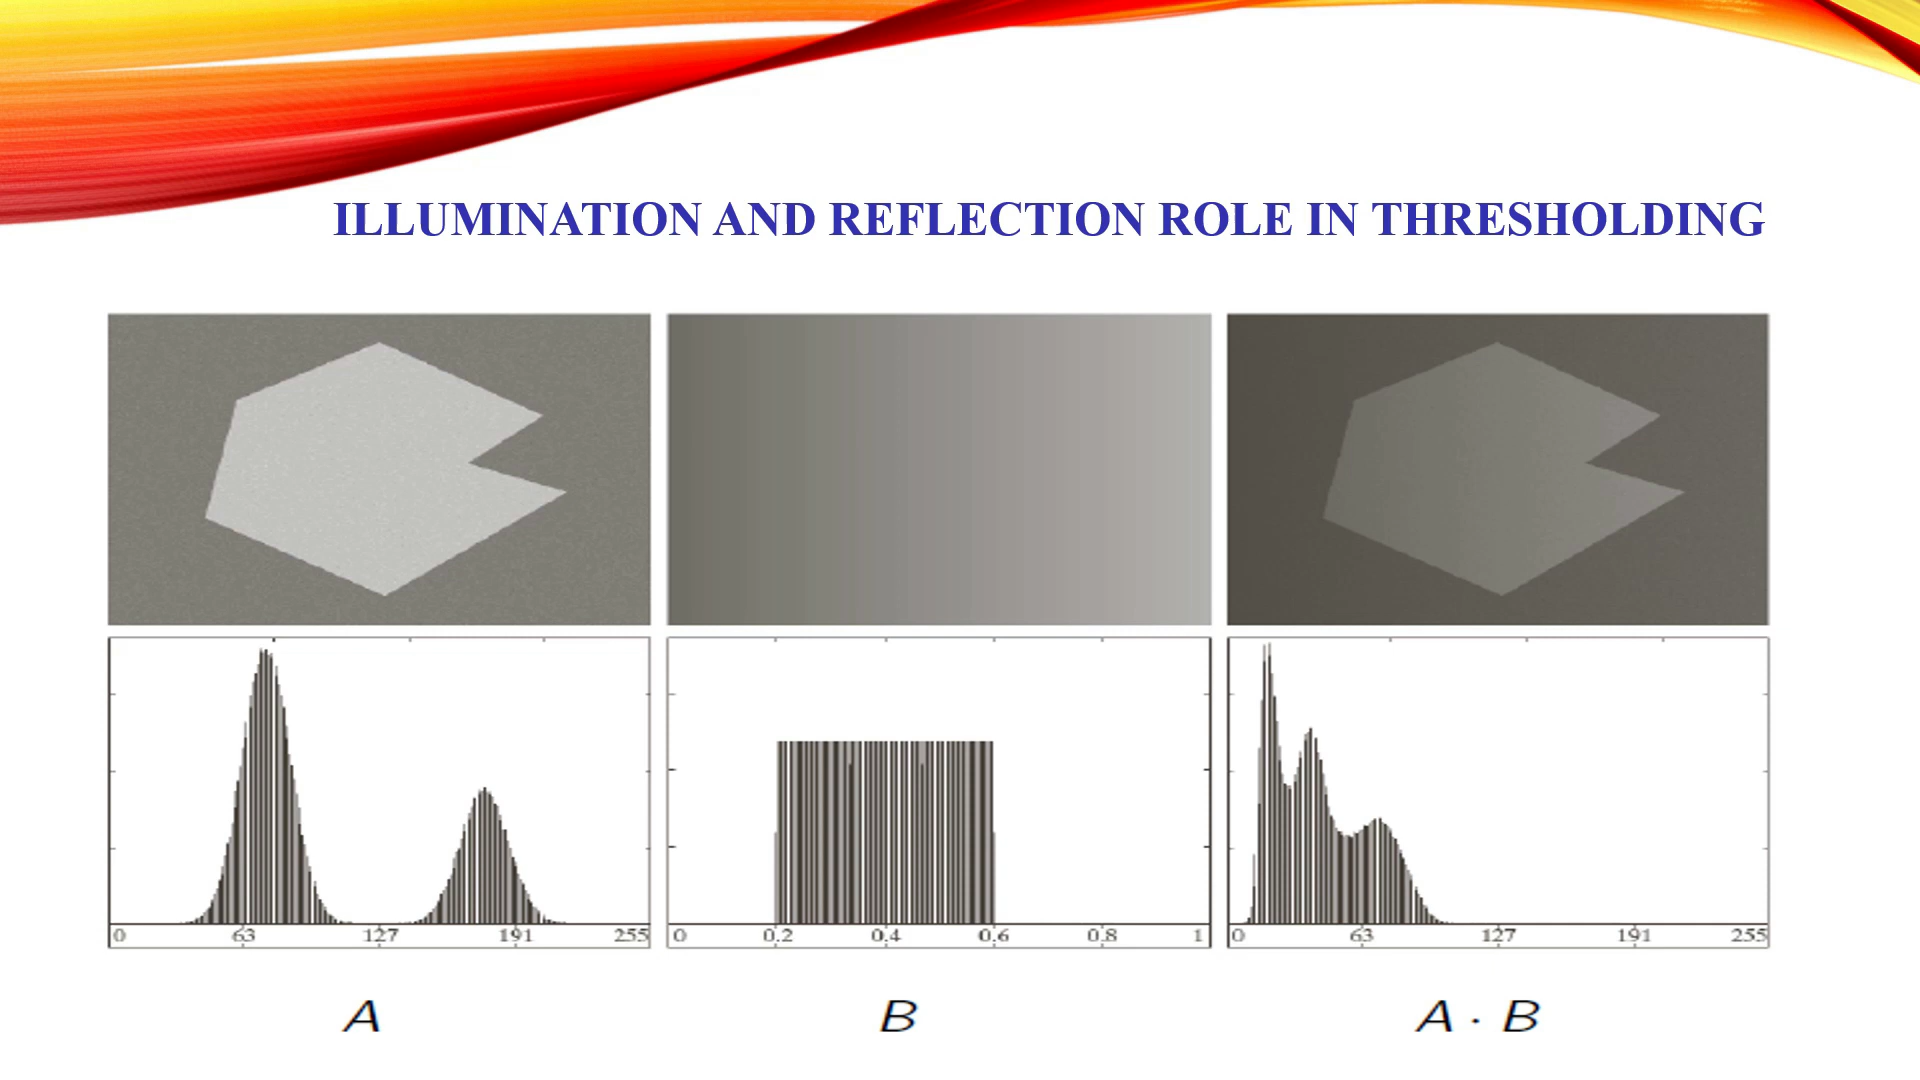 ILLUMINATION AND REFLECTION ROLE IN THRESHOLDING
0 63 127 191 255
0 0.2 0.4 0.6 0.8 1
0 63 127 191 255
A
B
A · B